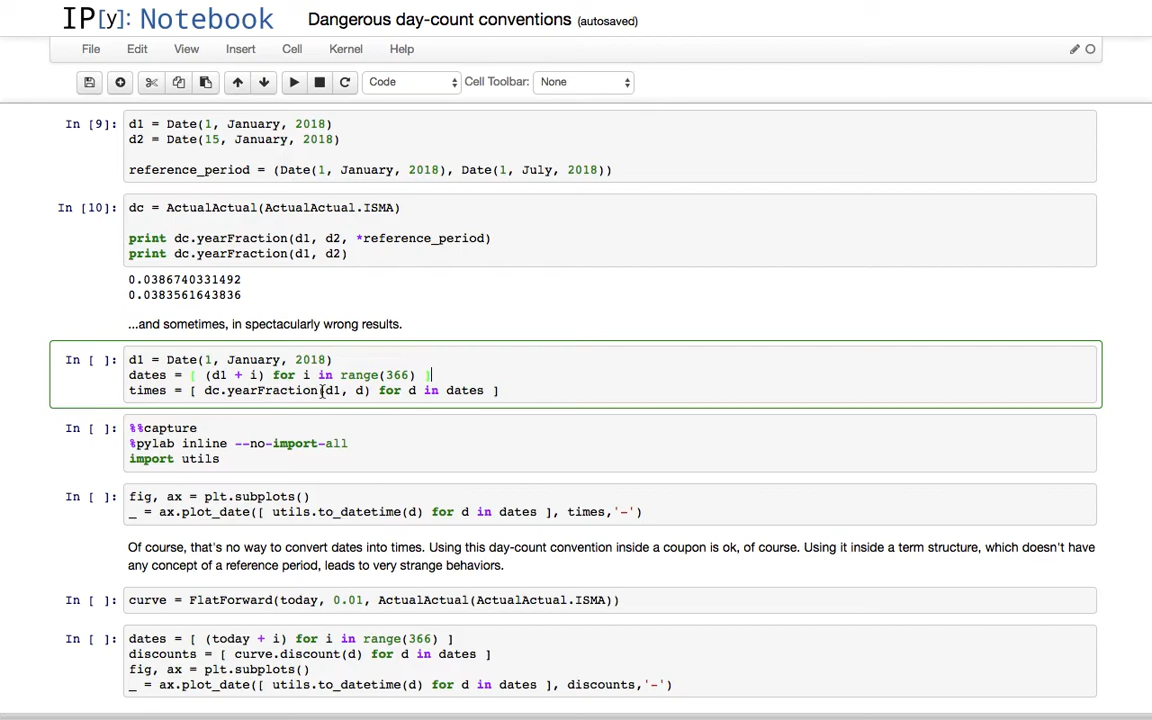 IP[y]: Notebook Dangerous day-count conventions (autosaved)
File Edit View Insert Cell Kernel Help
Code Cell Toolbar: None
In [9]: d1 = Date(1, January, 2018)
d2 = Date(15, January, 2018)
reference_period = (Date(1, January, 2018), Date(1, July, 2018))
In [10]: dc = ActualActual(ActualActual.ISMA)
print dc.yearFraction(d1, d2, *reference_period)
print dc.yearFraction(d1, d2)
0.0386740331492
0.0383561643836
...and sometimes, in spectacularly wrong results.
In [ ]: d1 = Date(1, January, 2018)
dates = [ (d1 + i) for i in range(366) ]
times = [ dc.yearFraction(d1, d) for d in dates ]
In [ ]: %%capture
%pylab inline --no-import-all
import utils
In [ ]: fig, ax = plt.subplots()
_ = ax.plot_date([ utils.to_datetime(d) for d in dates ], times,'-')
Of course, that's no way to convert dates into times. Using this day-count convention inside a coupon is ok, of course. Using it inside a term structure, which doesn't have
any concept of a reference period, leads to very strange behaviors.
In [ ]: curve = FlatForward(today, 0.01, ActualActual(ActualActual.ISMA))
In [ ]: dates = [ (today + i) for i in range(366) ]
discounts = [ curve.discount(d) for d in dates ]
fig, ax = plt.subplots()
_ = ax.plot_date([ utils.to_datetime(d) for d in dates ], discounts,'-')